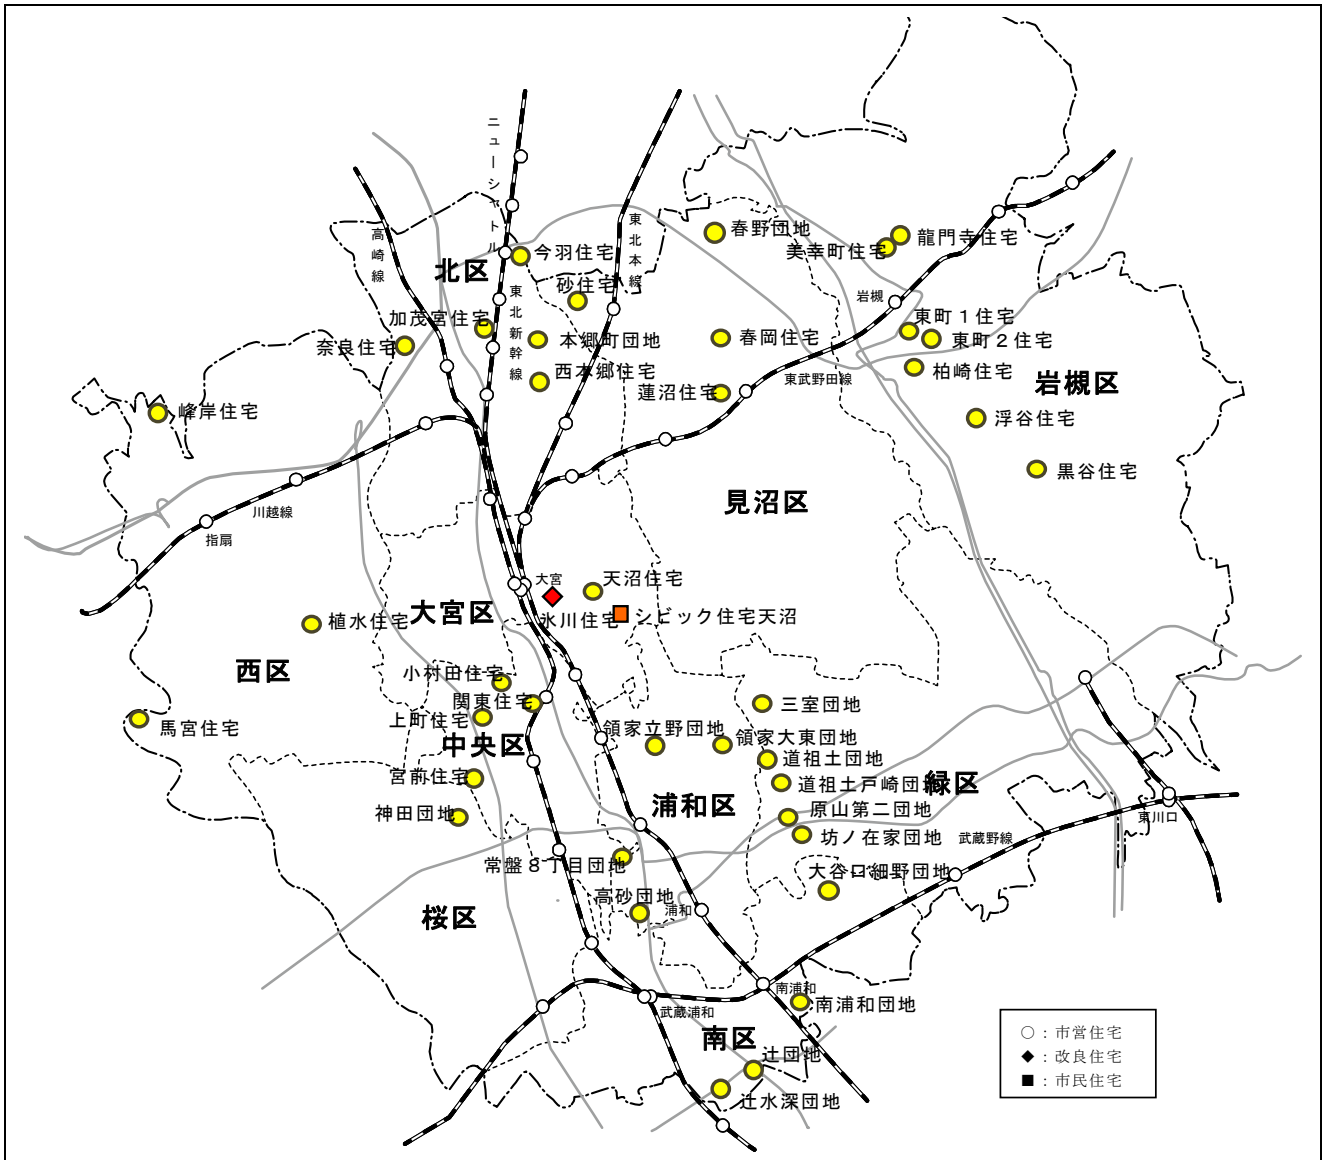 ニューシャトル
高崎線
東北本線
東北新幹線
春野団地
美幸町住宅
龍門寺住宅
今羽住宅
北区
砂住宅
岩槻
加茂宮住宅
東町１住宅
奈良住宅
本郷町団地
春岡住宅
東町２住宅
西本郷住宅
東武野田線
柏崎住宅
岩槻区
蓮沼住宅
峰岸住宅
浮谷住宅
黒谷住宅
見沼区
川越線
指扇
大宮
天沼住宅
植水住宅
大宮区
氷川住宅
シビック住宅天沼
西区
小村田住宅
関東住宅
三室団地
上町住宅
馬宮住宅
領家立野団地
領家大東団地
中央区
道祖土団地
宮前住宅
道祖土戸崎団地
緑区
浦和区
原山第二団地
神田団地
東川口
坊ノ在家団地
武蔵野線
常盤８丁目団地
大谷口細野団地
高砂団地
浦和
桜区
南浦和
南浦和団地
武蔵浦和
南区
辻団地
辻水深団地
○：市営住宅
◆：改良住宅
■：市民住宅